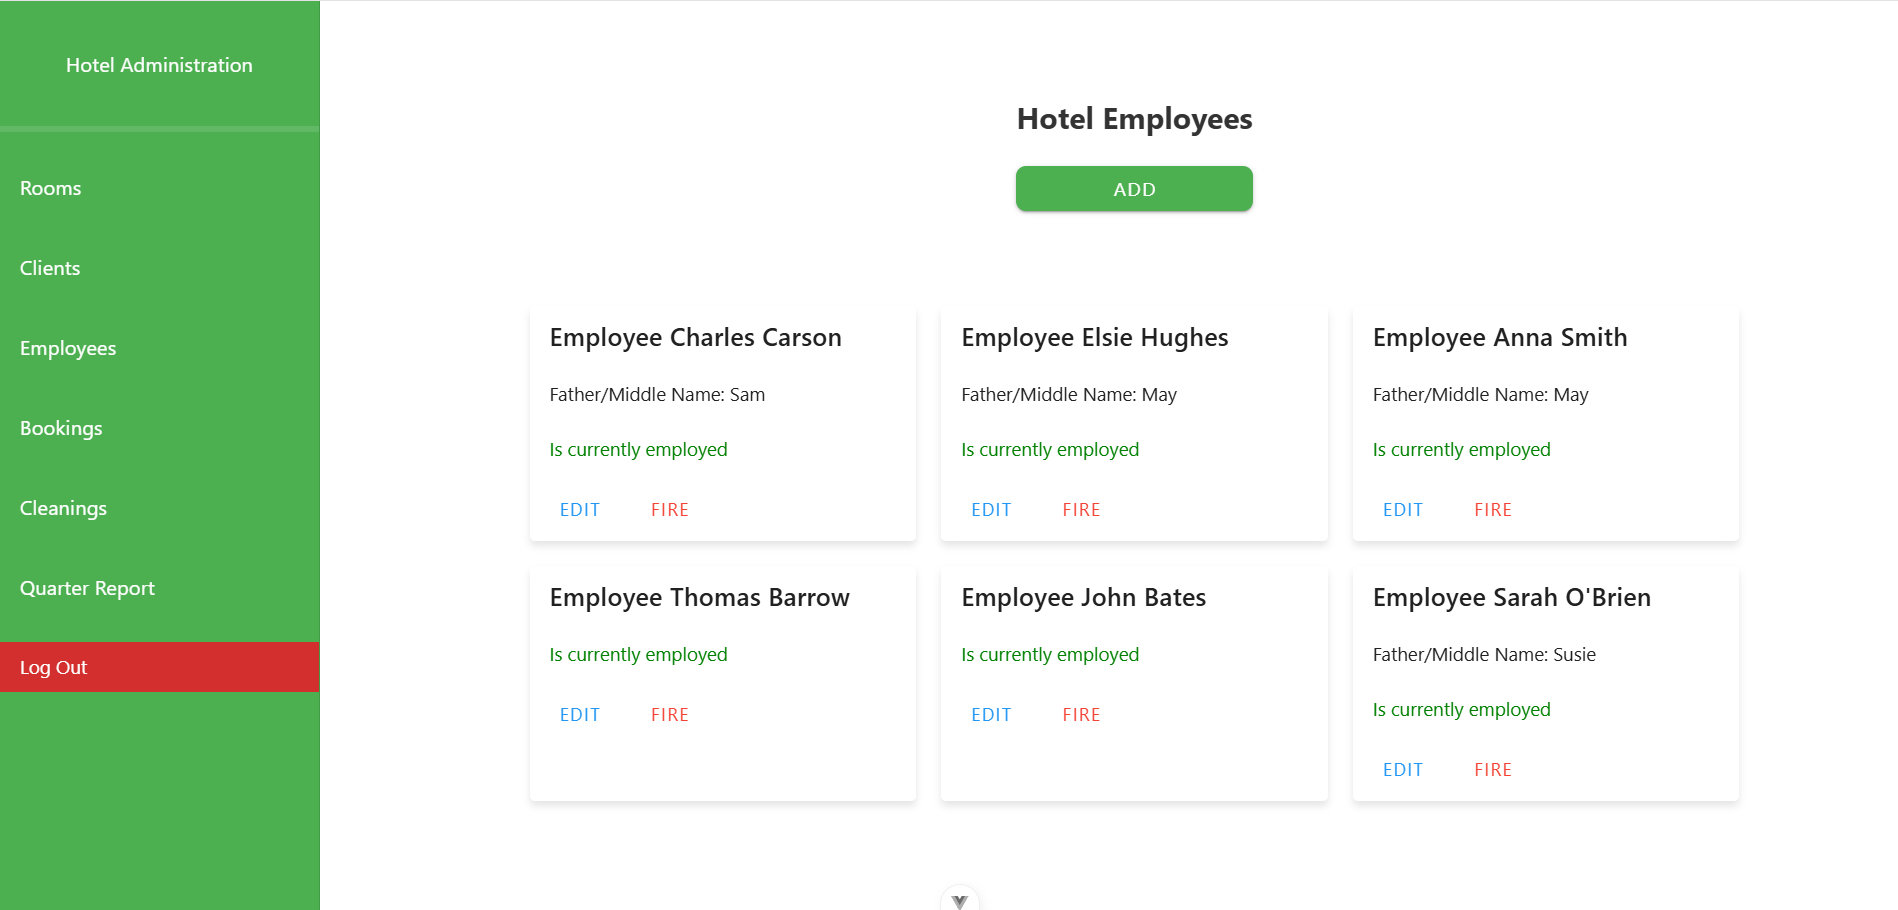 Hotel Administration
Rooms
Clients
Employees
Bookings
Cleanings
Quarter Report
Log Out
Hotel Employees
ADD
Employee Charles Carson
Father/Middle Name: Sam
Is currently employed
EDIT FIRE
Employee Elsie Hughes
Father/Middle Name: May
Is currently employed
EDIT FIRE
Employee Anna Smith
Father/Middle Name: May
Is currently employed
EDIT FIRE
Employee Thomas Barrow
Is currently employed
EDIT FIRE
Employee John Bates
Is currently employed
EDIT FIRE
Employee Sarah O'Brien
Father/Middle Name: Susie
Is currently employed
EDIT FIRE